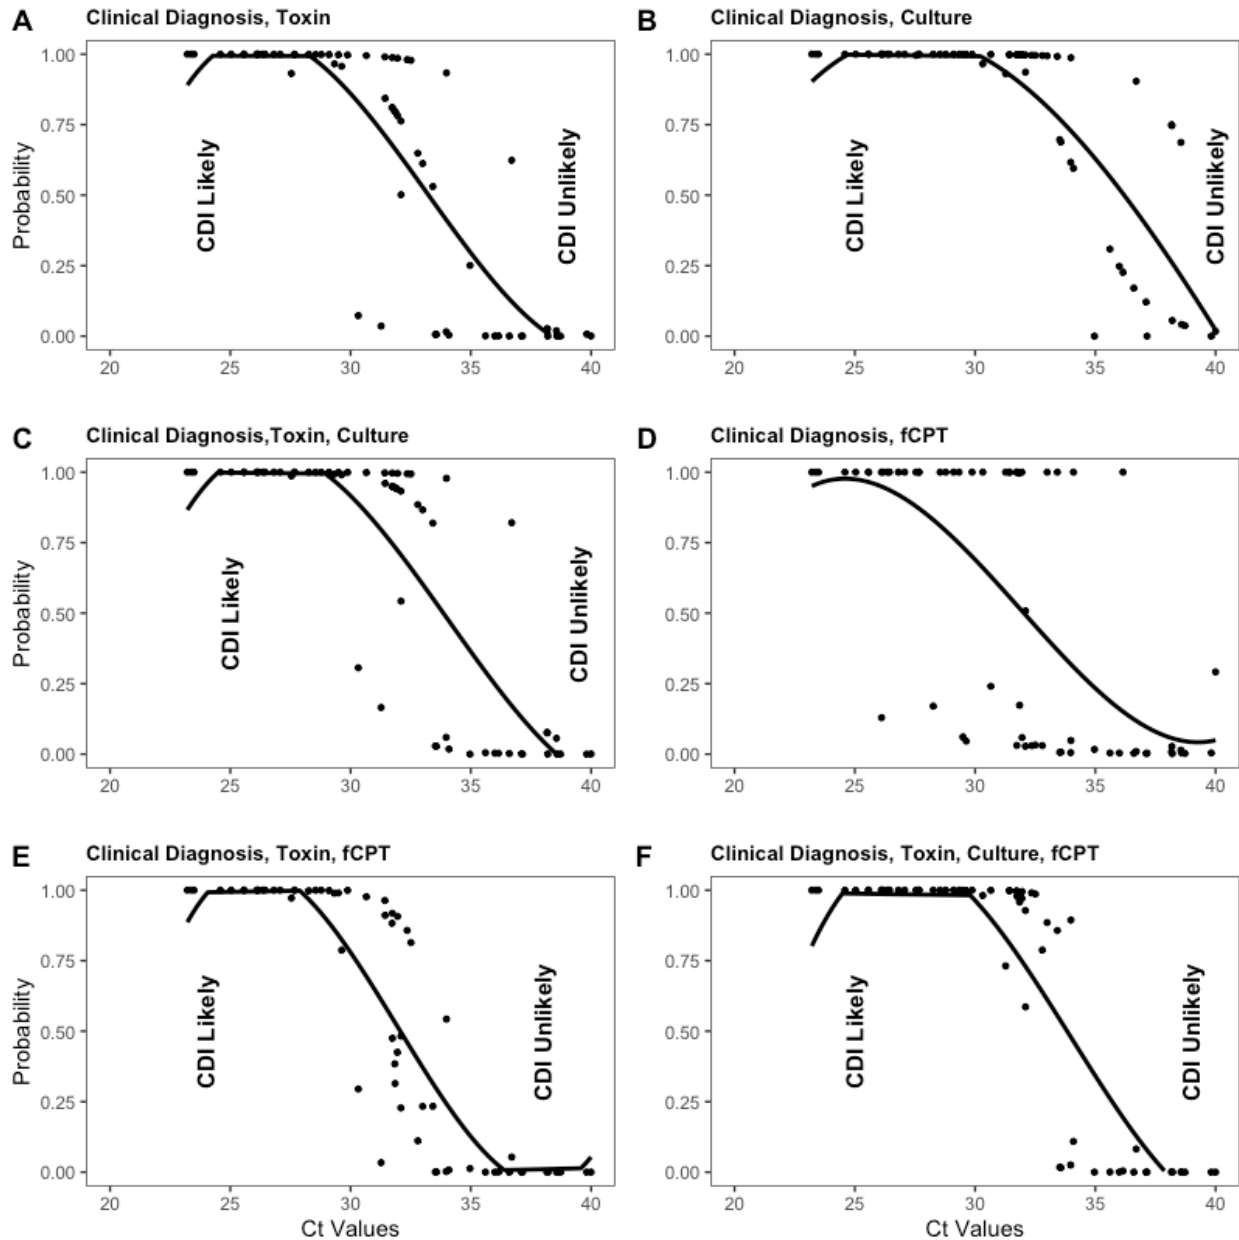 A Clinical Diagnosis, Toxin
1.00
0.75
0.50
0.25
0.00
Probability
CDI Likely
CDI Unlikely
20 25 30 35 40
B Clinical Diagnosis, Culture
1.00
0.75
0.50
0.25
0.00
CDI Likely
CDI Unlikely
20 25 30 35 40
C Clinical Diagnosis,Toxin, Culture
1.00
0.75
0.50
0.25
0.00
Probability
CDI Likely
CDI Unlikely
20 25 30 35 40
D Clinical Diagnosis, fCPT
1.00
0.75
0.50
0.25
0.00
20 25 30 35 40
E Clinical Diagnosis, Toxin, fCPT
1.00
0.75
0.50
0.25
0.00
Probability
CDI Likely
CDI Unlikely
20 25 30 35 40
Ct Values
F Clinical Diagnosis, Toxin, Culture, fCPT
1.00
0.75
0.50
0.25
0.00
CDI Likely
CDI Unlikely
20 25 30 35 40
Ct Values